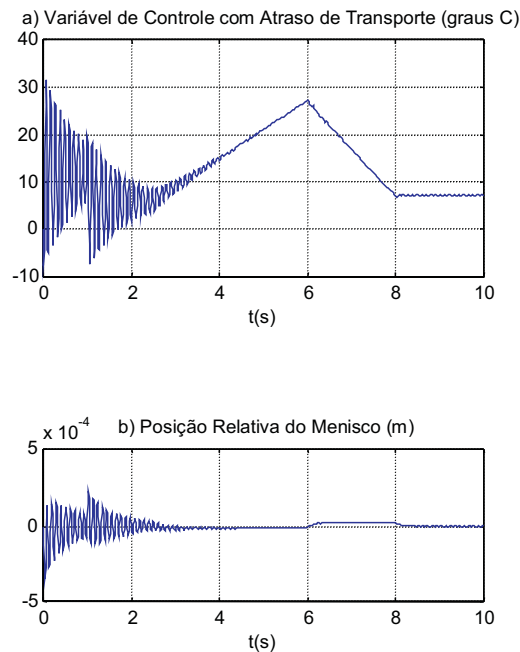 a) Variável de Controle com Atraso de Transporte (graus C)
40
30
20
10
0
-10
0 2 4 6 8 10
t(s)
x 10^-4 b) Posição Relativa do Menisco (m)
5
0
-5
0 2 4 6 8 10
t(s)